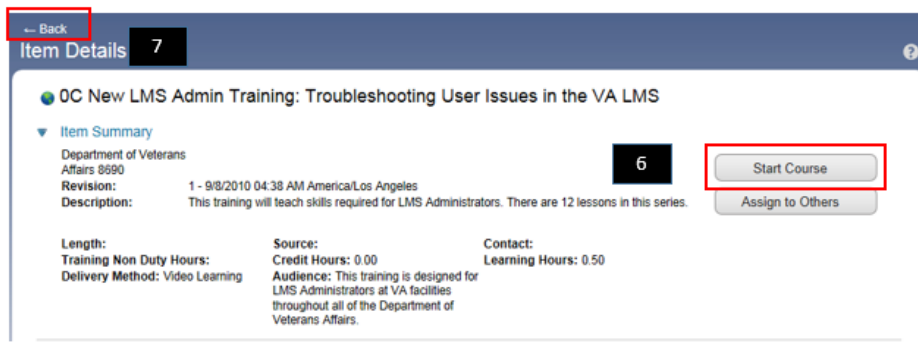 ← Back
Item Details 7
?
0C New LMS Admin Training: Troubleshooting User Issues in the VA LMS
Item Summary
Department of Veterans
Affairs 8690
6
Start Course
Revision: 1 - 9/8/2010 04:38 AM America/Los Angeles
Description: This training will teach skills required for LMS Administrators. There are 12 lessons in this series.
Assign to Others
Length: Source: Contact:
Training Non Duty Hours: Credit Hours: 0.00 Learning Hours: 0.50
Delivery Method: Video Learning Audience: This training is designed for
LMS Administrators at VA facilities
throughout all of the Department of
Veterans Affairs.